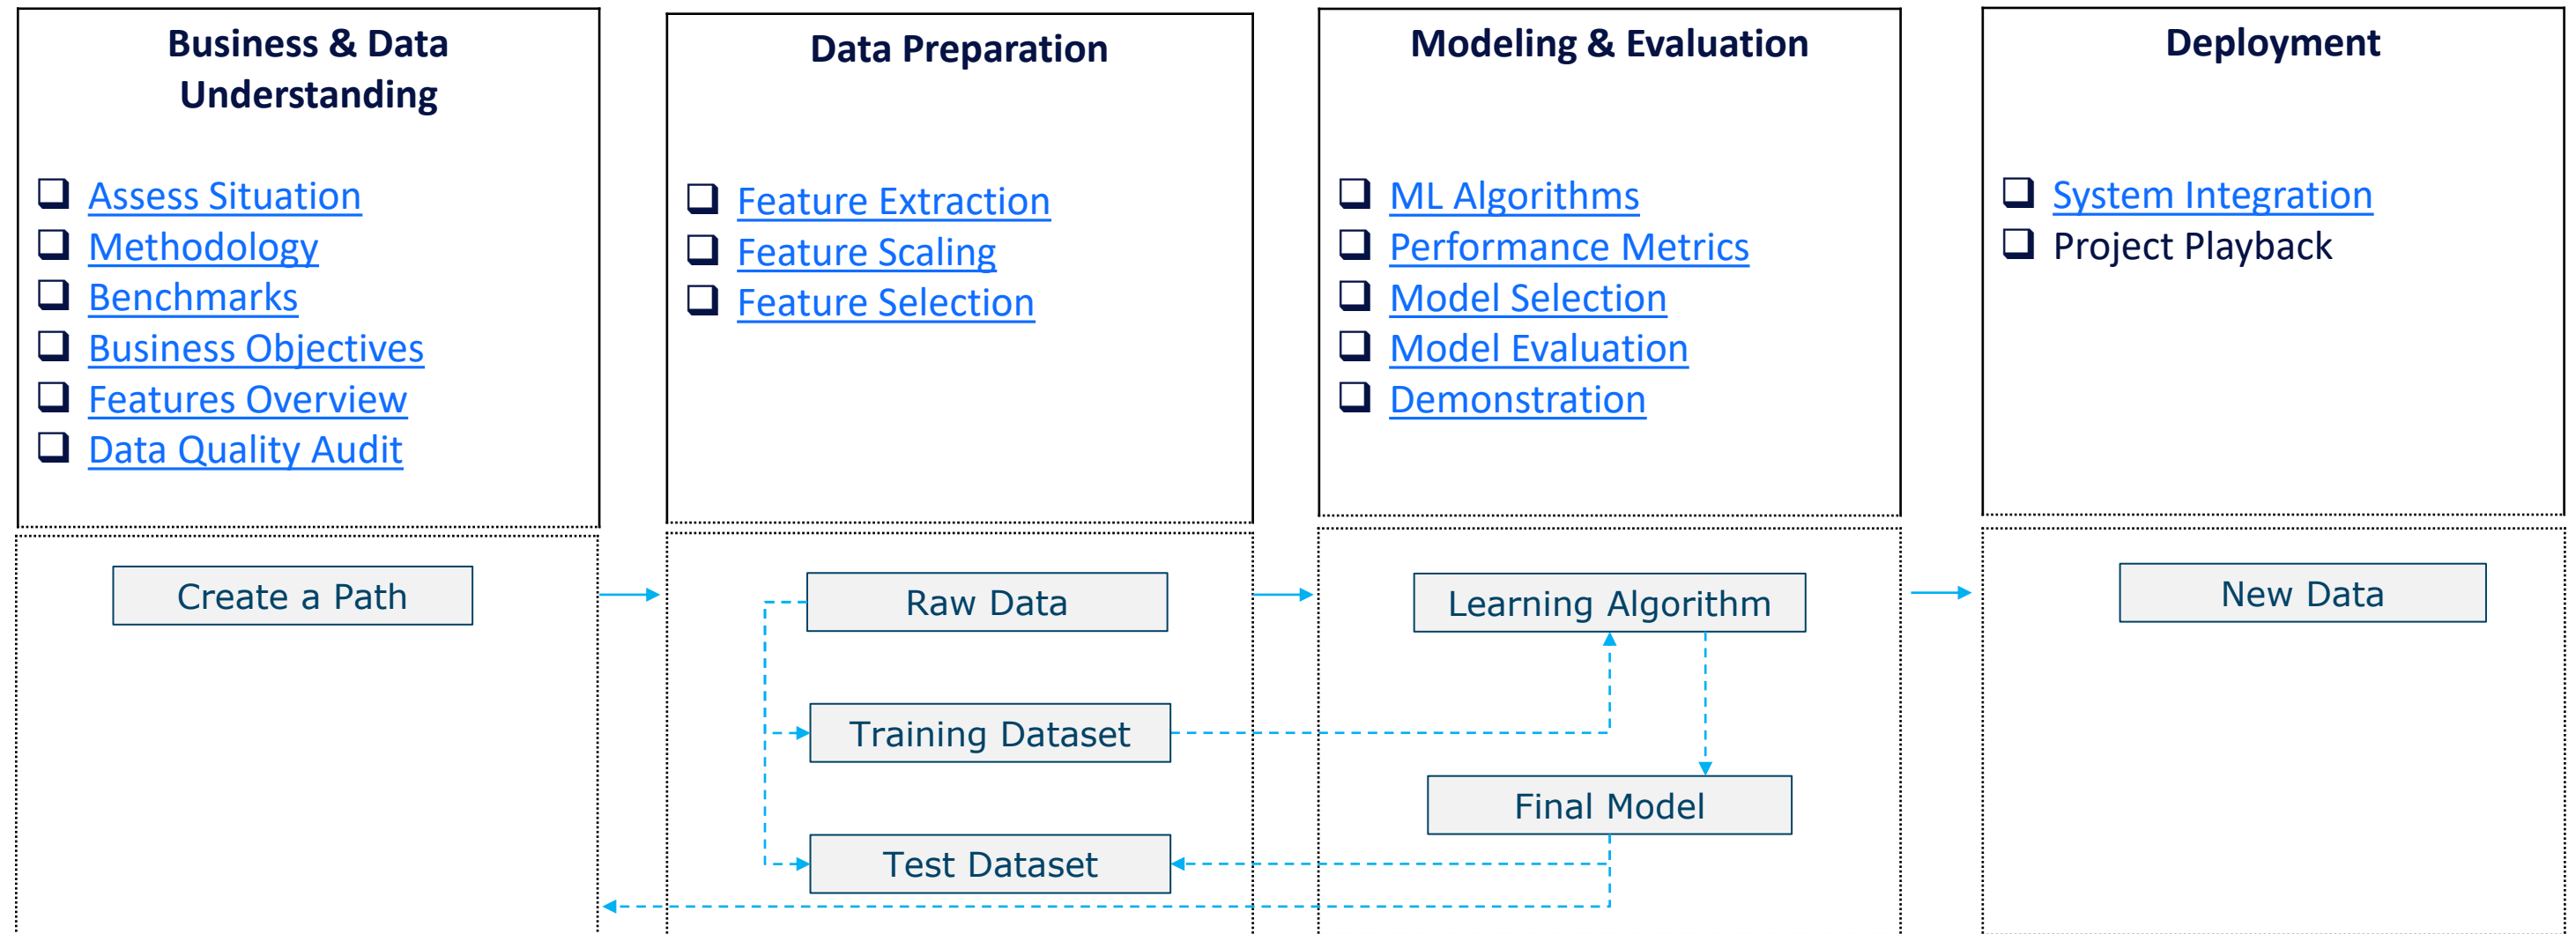 Business & Data
Understanding
Assess Situation
Methodology
Benchmarks
Business Objectives
Features Overview
Data Quality Audit
Data Preparation
Feature Extraction
Feature Scaling
Feature Selection
Modeling & Evaluation
ML Algorithms
Performance Metrics
Model Selection
Model Evaluation
Demonstration
Deployment
System Integration
Project Playback
Create a Path
Raw Data
Training Dataset
Test Dataset
Learning Algorithm
Final Model
New Data